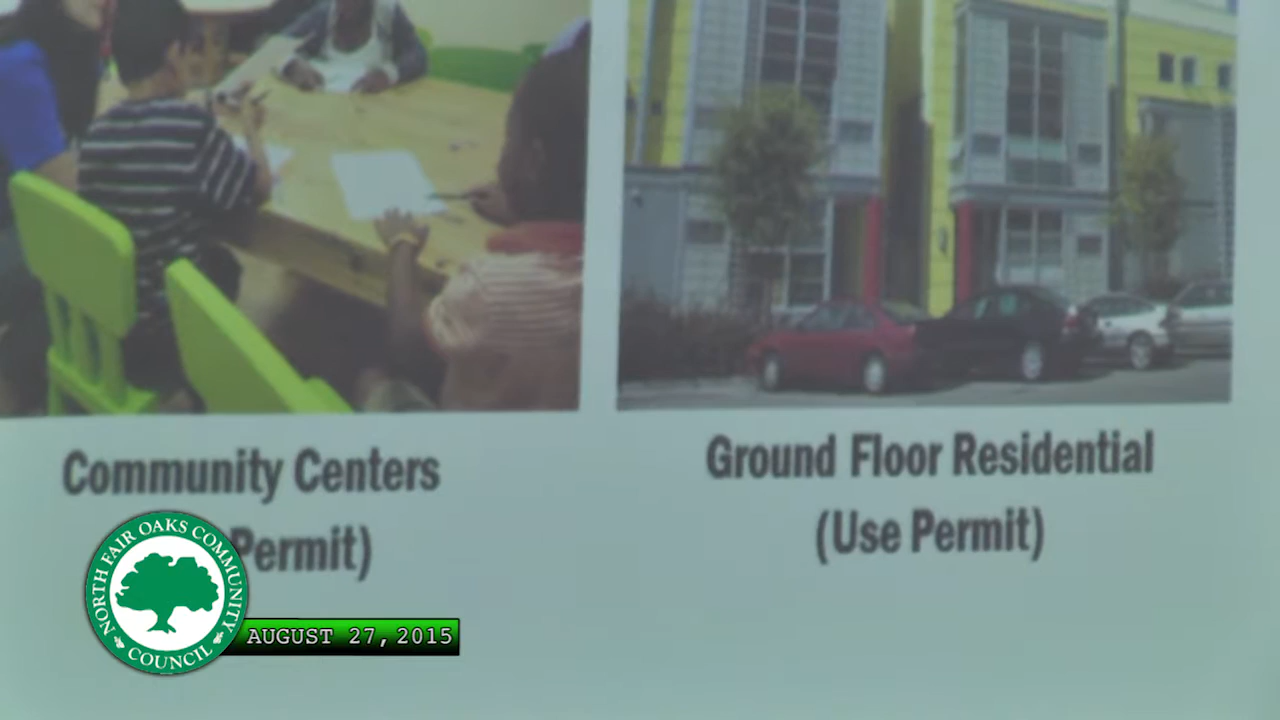 Community Centers
Permit)
Ground Floor Residential
(Use Permit)
NORTH FAIR OAKS COMMUNITY
COUNCIL
AUGUST 27, 2015